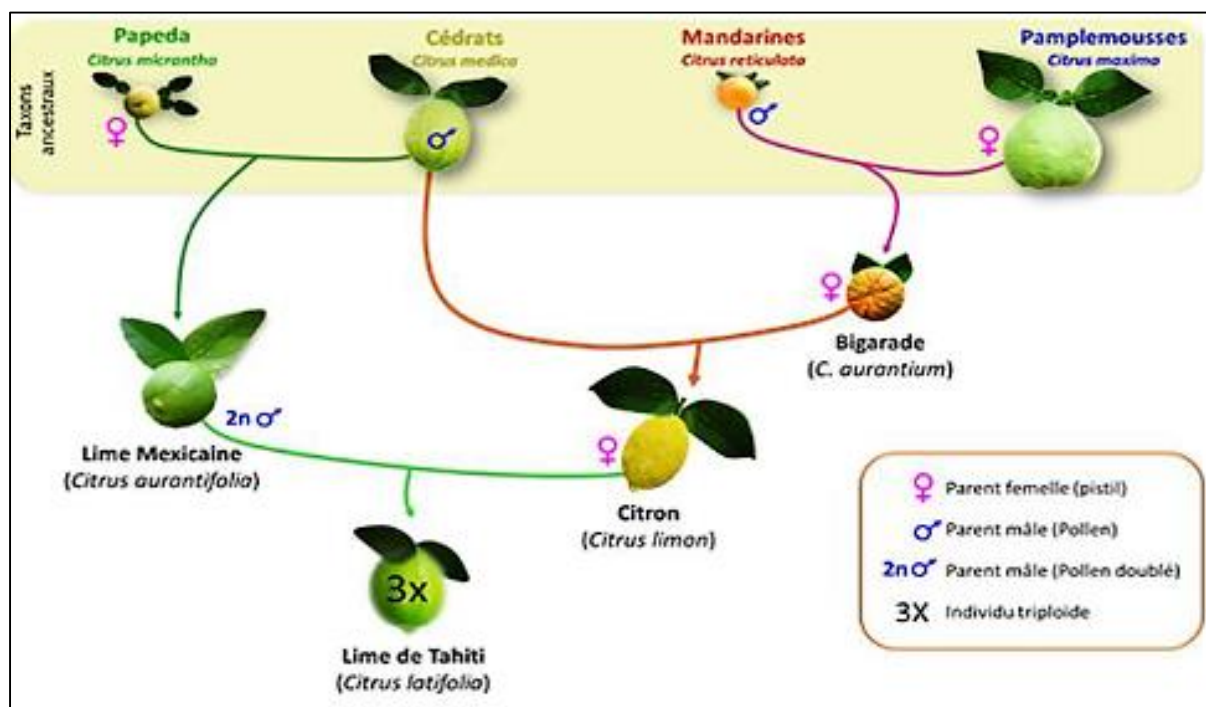 Taxons
ancestraux
Papeda
Citrus micrantha
Cédrats
Citrus medica
Mandarines
Citrus reticulata
Pamplemousses
Citrus maxima
♀
♂
♂
♀
♀
Bigarade
(C. aurantium)
2n ♂
Lime Mexicaine
(Citrus aurantifolia)
♀
Citron
(Citrus limon)
3x
Lime de Tahiti
(Citrus latifolia)
♀ Parent femelle (pistil)
♂ Parent mâle (Pollen)
2n ♂ Parent mâle (Pollen doublé)
3X Individu triploïde